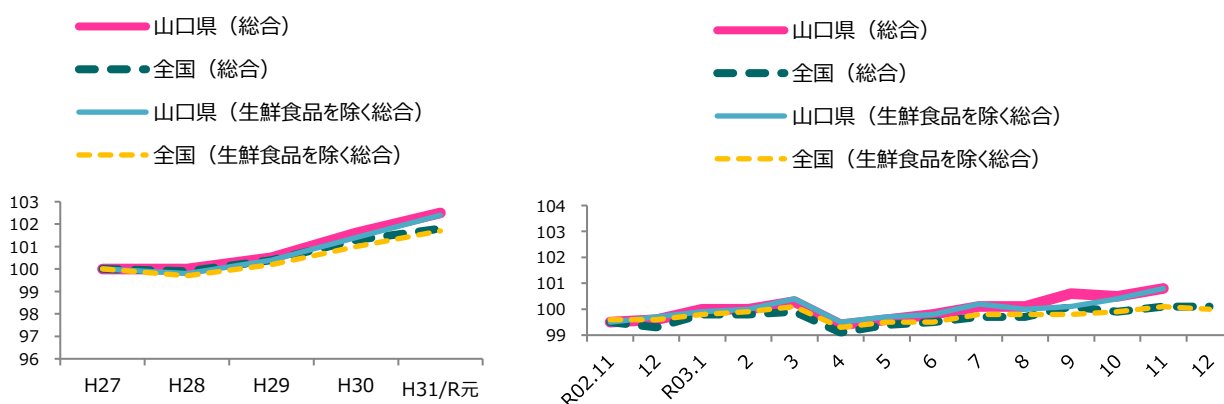 山口県（総合）
全国（総合）
山口県（生鮮食品を除く総合）
全国（生鮮食品を除く総合）
103
102
101
100
99
98
97
96
H27
H28
H29
H30
H31/R元
山口県（総合）
全国（総合）
山口県（生鮮食品を除く総合）
全国（生鮮食品を除く総合）
104
103
102
101
100
99
R02.11
12
R03.1
2
3
4
5
6
7
8
9
10
11
12